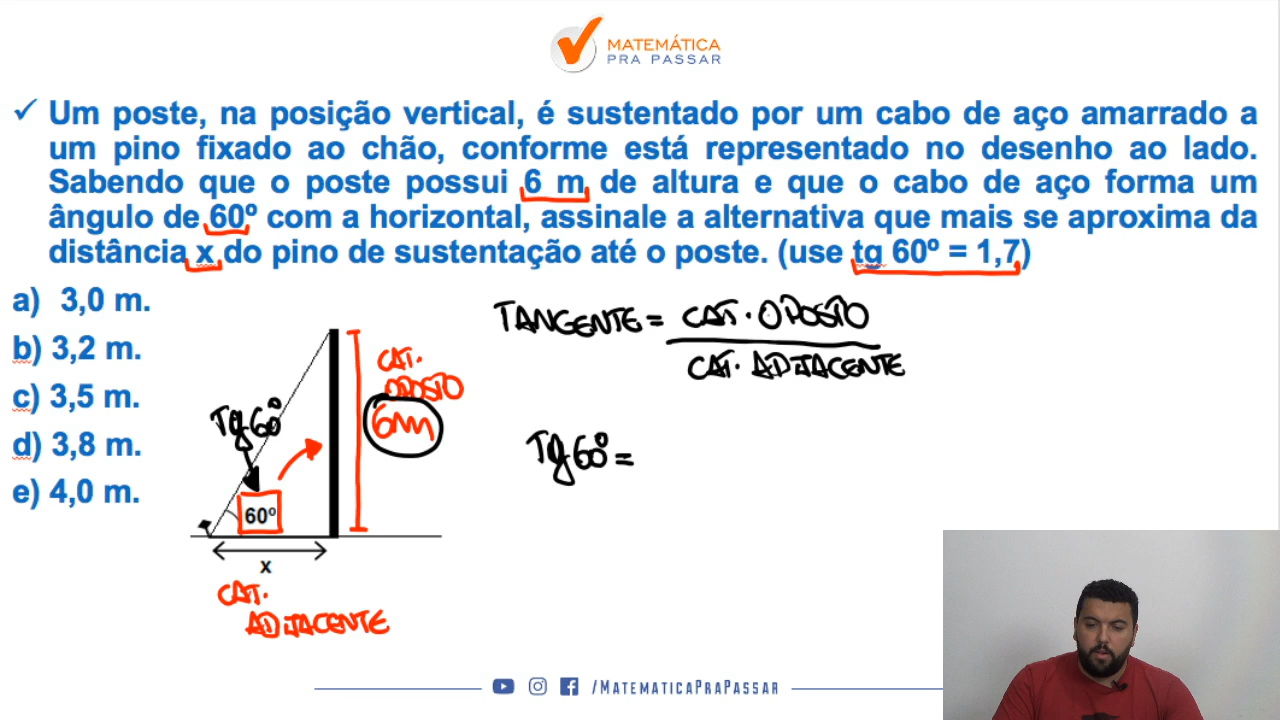 MATEMÁTICA
PRA PASSAR
✓ Um poste, na posição vertical, é sustentado por um cabo de aço amarrado a
um pino fixado ao chão, conforme está representado no desenho ao lado.
Sabendo que o poste possui 6 m de altura e que o cabo de aço forma um
ângulo de 60º com a horizontal, assinale a alternativa que mais se aproxima da
distância x do pino de sustentação até o poste. (use tg 60º = 1,7)
a) 3,0 m.
b) 3,2 m.
c) 3,5 m.
d) 3,8 m.
e) 4,0 m.
Tg 60º
60º
x
CAT.
ADJACENTE
CAT.
OPOSTO
6m
TANGENTE = CAT. OPOSTO
CAT. ADJACENTE
Tg 60º =
/MATEMATICAPRAPASSAR